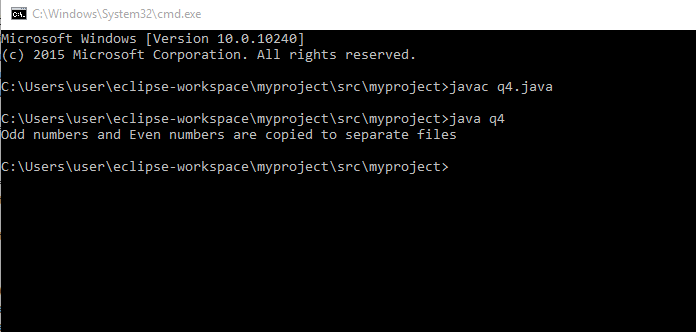 C:\Windows\System32\cmd.exe
Microsoft Windows [Version 10.0.10240]
(c) 2015 Microsoft Corporation. All rights reserved.
C:\Users\user\eclipse-workspace\myproject\src\myproject>javac q4.java
C:\Users\user\eclipse-workspace\myproject\src\myproject>java q4
Odd numbers and Even numbers are copied to separate files
C:\Users\user\eclipse-workspace\myproject\src\myproject>